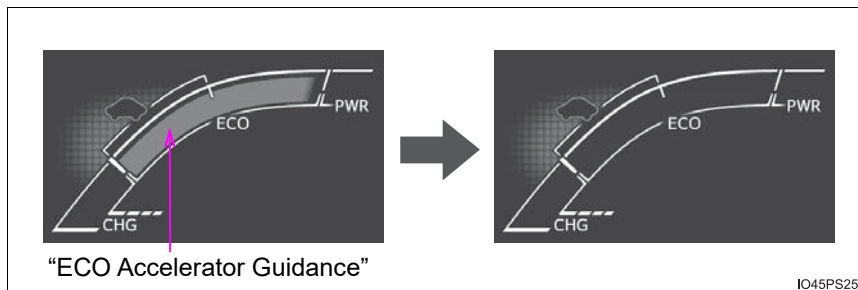 PWR
ECO
CHG
PWR
ECO
CHG
“ECO Accelerator Guidance”
IO45PS25